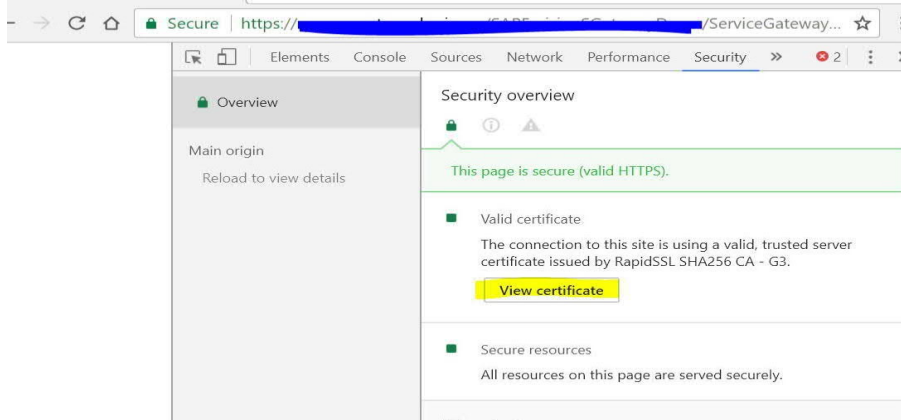 Secure https:// /ServiceGateway...
Elements Console Sources Network Performance Security » 2
Overview
Security overview
Main origin
Reload to view details
This page is secure (valid HTTPS).
Valid certificate
The connection to this site is using a valid, trusted server
certificate issued by RapidSSL SHA256 CA - G3.
View certificate
Secure resources
All resources on this page are served securely.